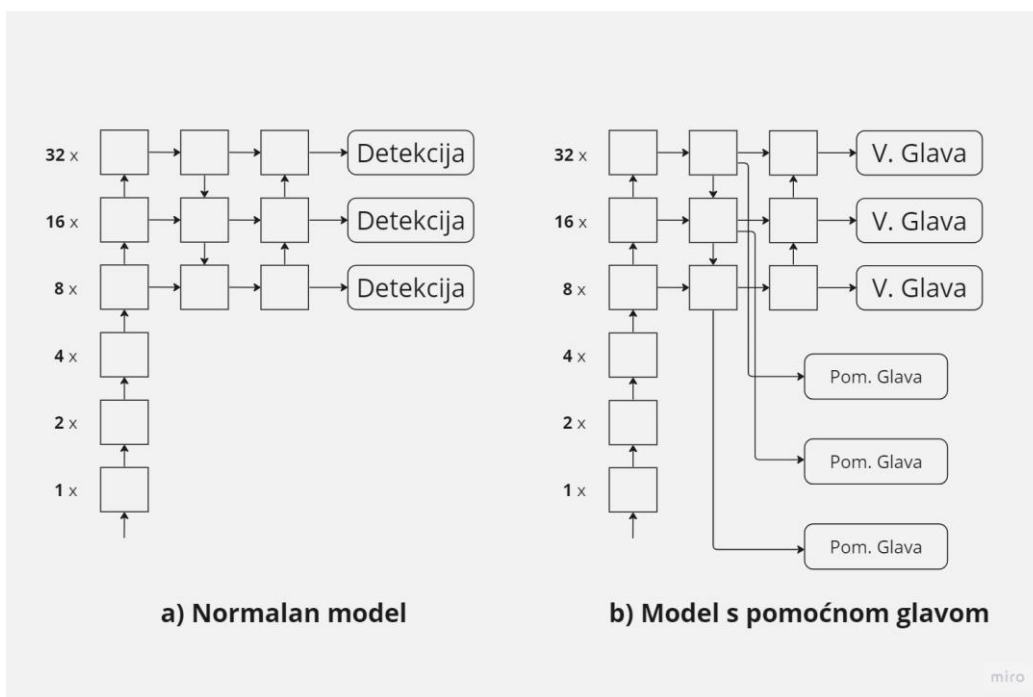 32 x
Detekcija
16 x
Detekcija
8 x
Detekcija
4 x
2 x
1 x
a) Normalan model
32 x
V. Glava
16 x
V. Glava
8 x
V. Glava
4 x
Pom. Glava
2 x
Pom. Glava
1 x
Pom. Glava
b) Model s pomoćnom glavom
miro